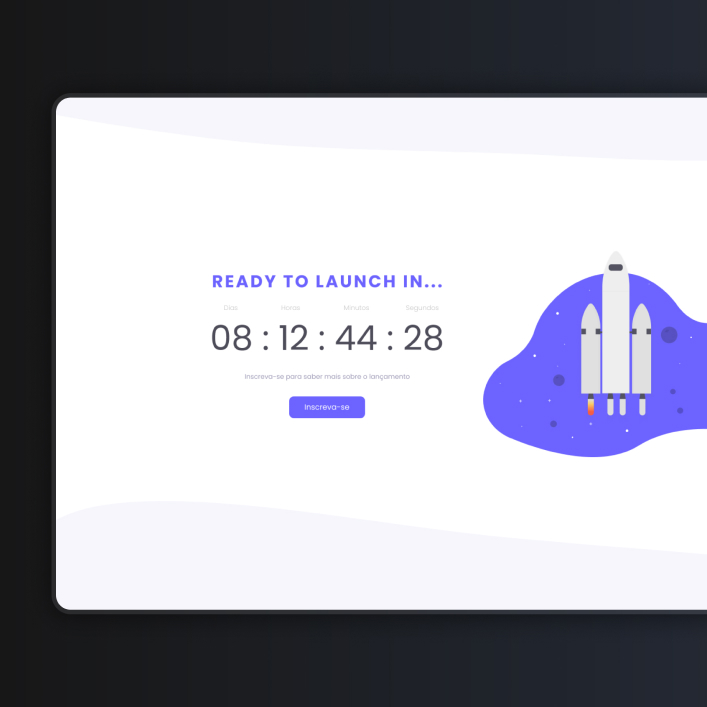 READY TO LAUNCH IN...
Dias Horas Minutos Segundos
08 : 12 : 44 : 28
Inscreva-se para saber mais sobre o lançamento
Inscreva-se